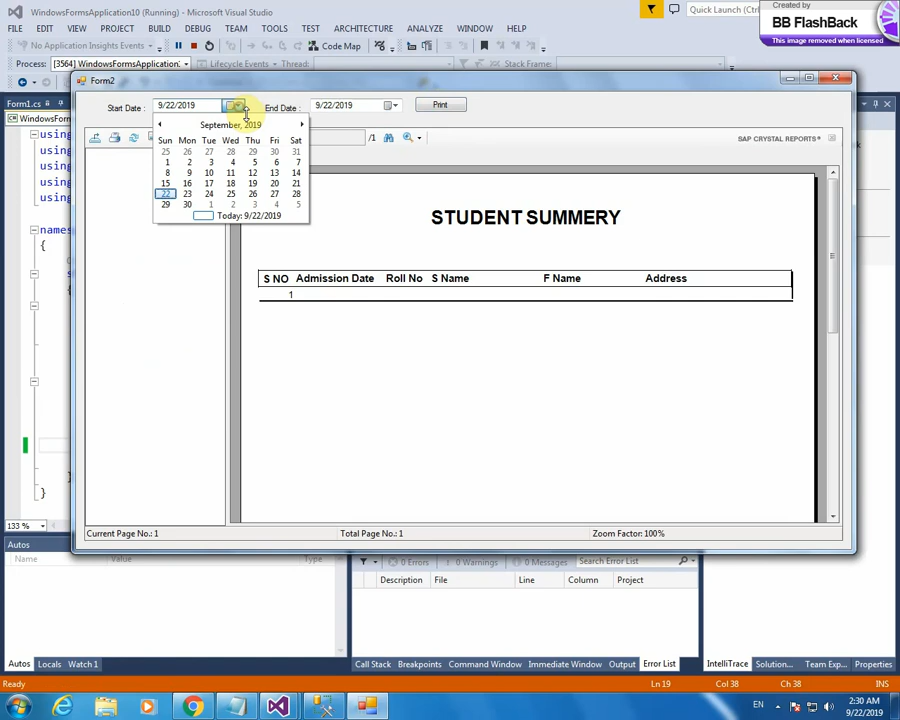 WindowsFormsApplication10 (Running) - Microsoft Visual Studio
Quick Launch (
Created by
BB FlashBack
This image removed when licensed
FILE EDIT VIEW PROJECT BUILD DEBUG TEAM TOOLS TEST ARCHITECTURE ANALYZE WINDOW HELP
No Application Insights Events
Code Map
Process: [3564] WindowsFormsApplication
Lifecycle Events
Thread:
Stack Frame:
Form2
Form1.cs
WindowsForm
Start Date : 9/22/2019
End Date : 9/22/2019
Print
September, 2019
Sun Mon Tue Wed Thu Fri Sat
25 26 27 28 29 30 31
1 2 3 4 5 6 7
8 9 10 11 12 13 14
15 16 17 18 19 20 21
22 23 24 25 26 27 28
29 30 1 2 3 4 5
Today: 9/22/2019
/1
SAP CRYSTAL REPORTS®
using
using
using
using
using
names
{
STUDENT SUMMERY
S NO Admission Date Roll No S Name F Name Address
1
}
133 %
Current Page No.: 1
Total Page No.: 1
Zoom Factor: 100%
Autos
Name Value Type
0 Errors 0 Warnings 0 Messages
Search Error List
Description File Line Column Project
Autos Locals Watch 1
Call Stack Breakpoints Command Window Immediate Window Output Error List
IntelliTrace Solution... Team Exp... Properties
Ready
Ln 19 Col 38 Ch 38
EN
2:30 AM
9/22/2019